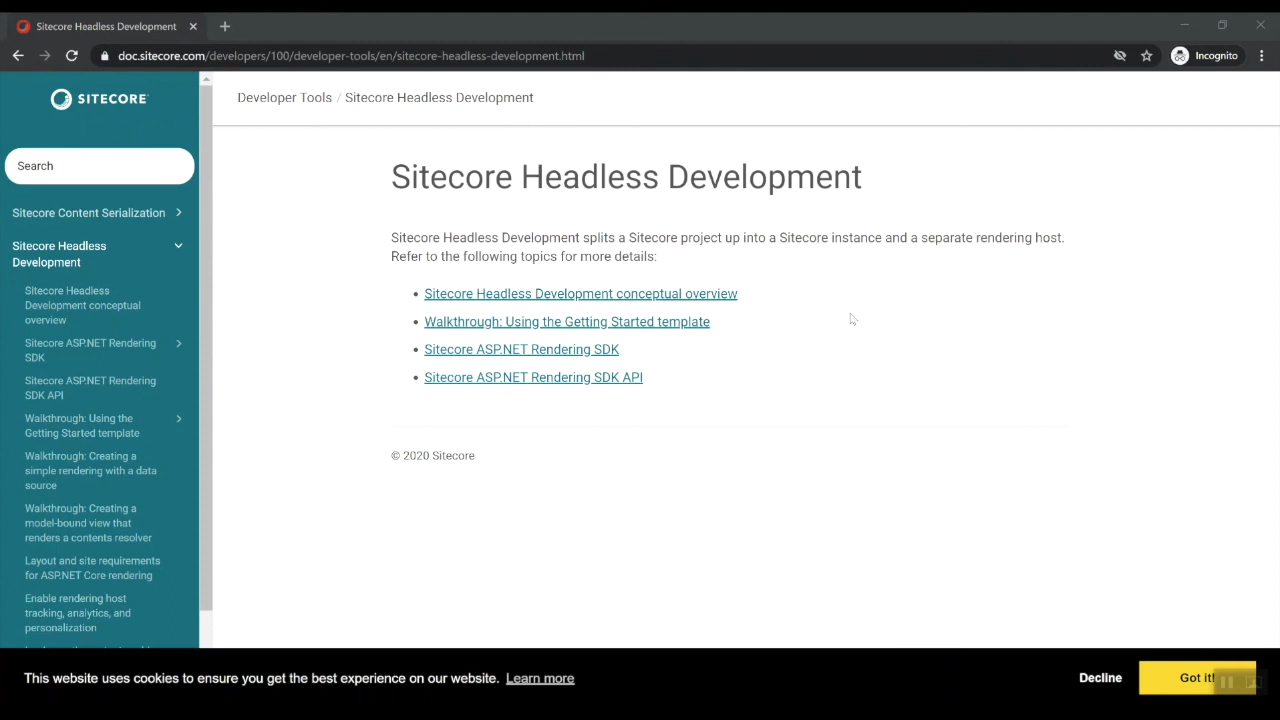 Sitecore Headless Development
doc.sitecore.com/developers/100/developer-tools/en/sitecore-headless-development.html
Incognito
SITECORE
Developer Tools / Sitecore Headless Development
Search
Sitecore Content Serialization
Sitecore Headless
Development
Sitecore Headless
Development conceptual
overview
Sitecore ASP.NET Rendering
SDK
Sitecore ASP.NET Rendering
SDK API
Walkthrough: Using the
Getting Started template
Walkthrough: Creating a
simple rendering with a data
source
Walkthrough: Creating a
model-bound view that
renders a contents resolver
Layout and site requirements
for ASP.NET Core rendering
Enable rendering host
tracking, analytics, and
personalization
Sitecore Headless Development
Sitecore Headless Development splits a Sitecore project up into a Sitecore instance and a separate rendering host.
Refer to the following topics for more details:
• Sitecore Headless Development conceptual overview
• Walkthrough: Using the Getting Started template
• Sitecore ASP.NET Rendering SDK
• Sitecore ASP.NET Rendering SDK API
© 2020 Sitecore
This website uses cookies to ensure you get the best experience on our website. Learn more
Decline
Got it!